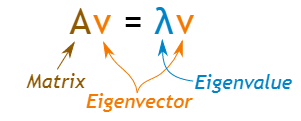 Av = λv
Matrix
Eigenvalue
Eigenvector